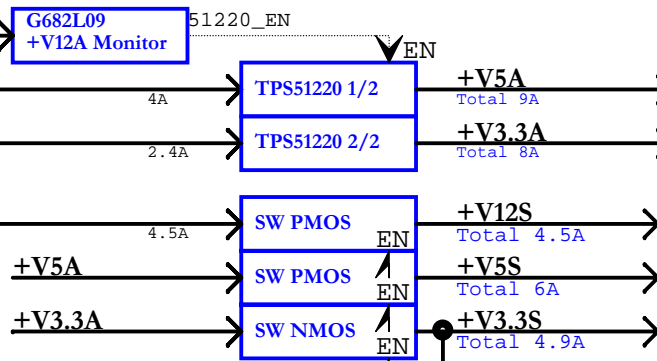 G682L09
+V12A Monitor
51220_EN
EN
4A
TPS51220 1/2
+V5A
Total 9A
2.4A
TPS51220 2/2
+V3.3A
Total 8A
4.5A
SW PMOS
EN
+V12S
Total 4.5A
+V5A
SW PMOS
EN
+V5S
Total 6A
+V3.3A
SW NMOS
EN
+V3.3S
Total 4.9A